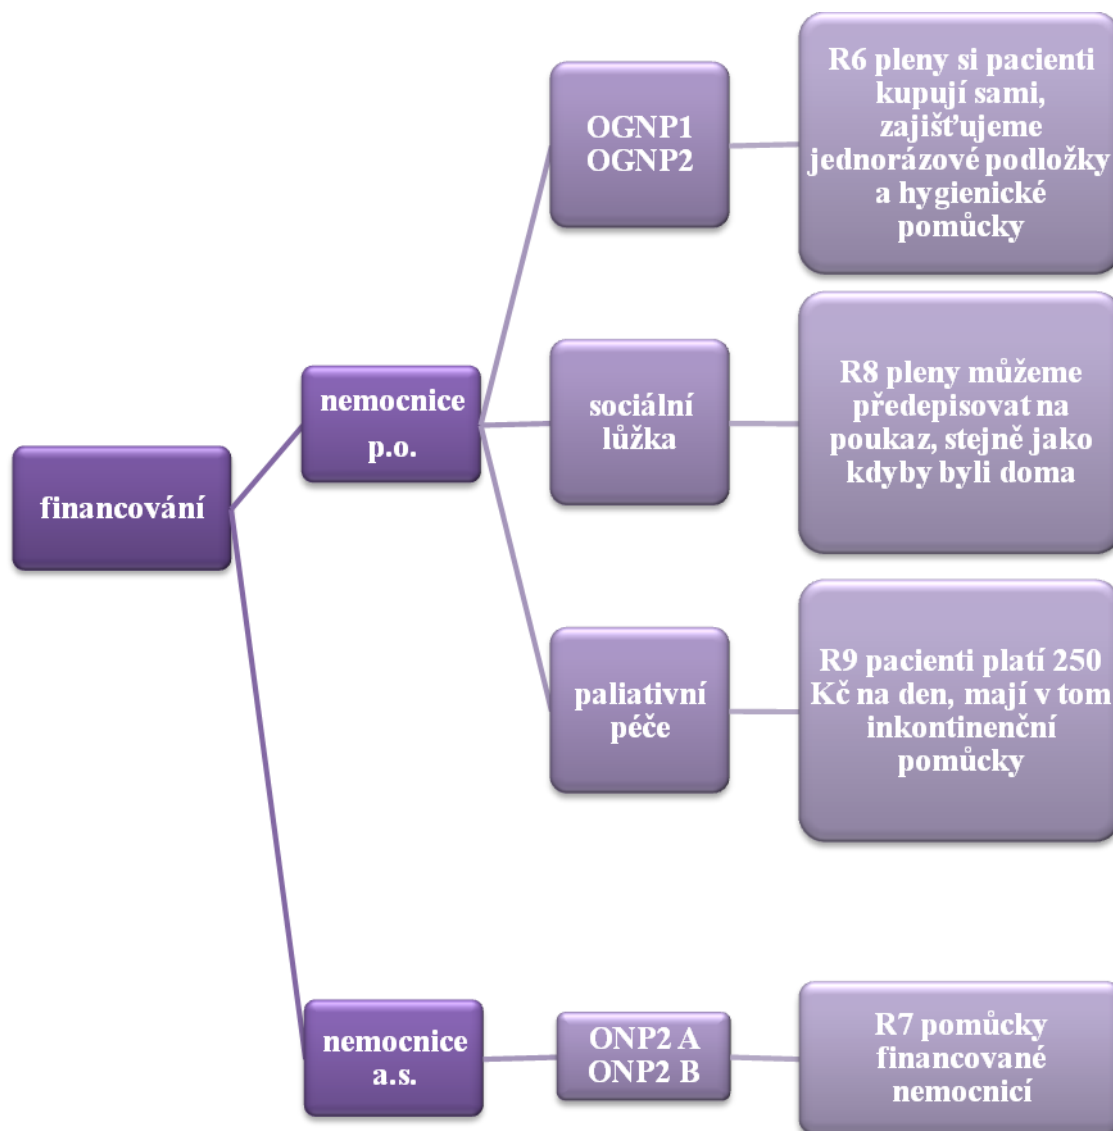 financování
nemocnice
p.o.
OGNP1
OGNP2
R6 pleny si pacienti
kupují sami,
zajišťujeme
jednorázové podložky
a hygienické
pomůcky
sociální
lůžka
R8 pleny můžeme
předepisovat na
poukaz, stejně jako
kdyby byli doma
paliativní
péče
R9 pacienti platí 250
Kč na den, mají v tom
inkontinenční
pomůcky
nemocnice
a.s.
ONP2 A
ONP2 B
R7 pomůcky
financované
nemocnicí